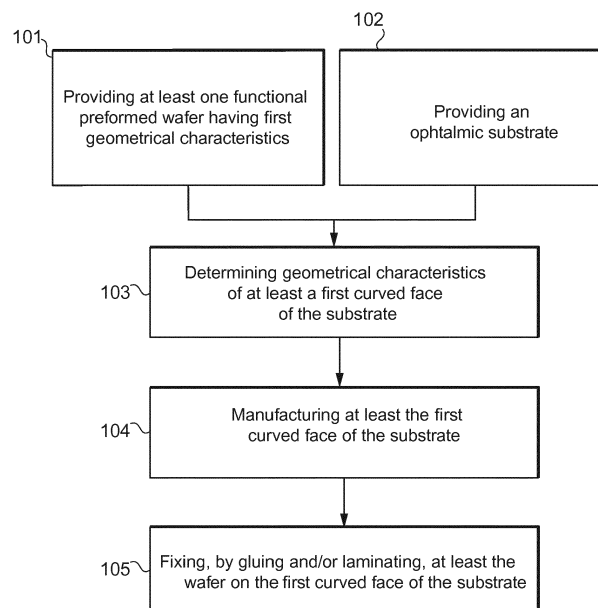 101
102
Providing at least one functional
preformed wafer having first
geometrical characteristics
Providing an
ophtalmic substrate
103
Determining geometrical characteristics
of at least a first curved face
of the substrate
104
Manufacturing at least the first
curved face of the substrate
105
Fixing, by gluing and/or laminating, at least the
wafer on the first curved face of the substrate